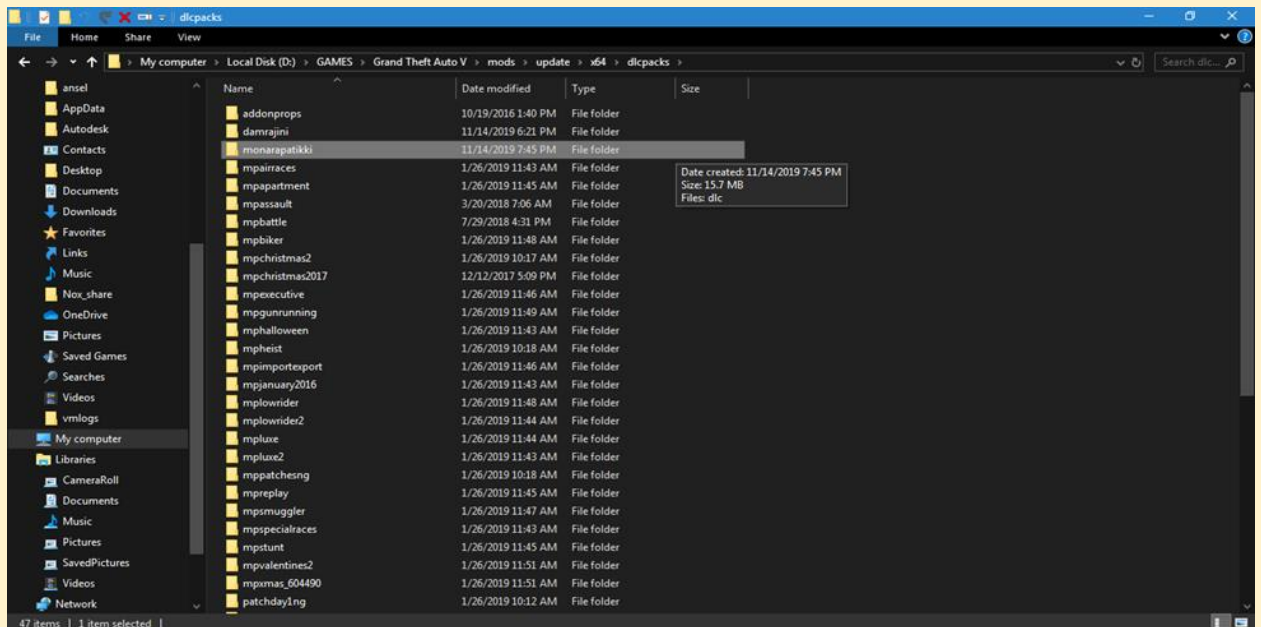 dlcpacks
File Home Share View
My computer > Local Disk (D:) > GAMES > Grand Theft Auto V > mods > update > x64 > dlcpacks >
Search dlc...
Name Date modified Type Size
ansel
AppData
Autodesk
Contacts
Desktop
Documents
Downloads
Favorites
Links
Music
Nox_share
OneDrive
Pictures
Saved Games
Searches
Videos
vmlogs
My computer
Libraries
CameraRoll
Documents
Music
Pictures
SavedPictures
Videos
Network
addonprops 10/19/2016 1:40 PM File folder
damrajini 11/14/2019 6:21 PM File folder
monarapatikki 11/14/2019 7:45 PM File folder
mpairraces 1/26/2019 11:43 AM File folder
mpapartment 1/26/2019 11:45 AM File folder
mpassault 3/20/2018 7:06 AM File folder
mpbattle 7/29/2018 4:31 PM File folder
mpbiker 1/26/2019 11:48 AM File folder
mpchristmas2 1/26/2019 10:17 AM File folder
mpchristmas2017 12/12/2017 5:09 PM File folder
mpexecutive 1/26/2019 11:46 AM File folder
mpgunrunning 1/26/2019 11:49 AM File folder
mphalloween 1/26/2019 11:43 AM File folder
mpheist 1/26/2019 10:18 AM File folder
mpimportexport 1/26/2019 11:46 AM File folder
mpjanuary2016 1/26/2019 11:43 AM File folder
mplowrider 1/26/2019 11:48 AM File folder
mplowrider2 1/26/2019 11:44 AM File folder
mpluxe 1/26/2019 11:44 AM File folder
mpluxe2 1/26/2019 11:43 AM File folder
mppatchesng 1/26/2019 10:18 AM File folder
mpreplay 1/26/2019 11:45 AM File folder
mpsmuggler 1/26/2019 11:47 AM File folder
mpspecialraces 1/26/2019 11:43 AM File folder
mpstunt 1/26/2019 11:45 AM File folder
mpvalentines2 1/26/2019 11:51 AM File folder
mpxmas_604490 1/26/2019 11:51 AM File folder
patchday1ng 1/26/2019 10:12 AM File folder
Date created: 11/14/2019 7:45 PM
Size: 15.7 MB
Files: dlc
47 items | 1 item selected |